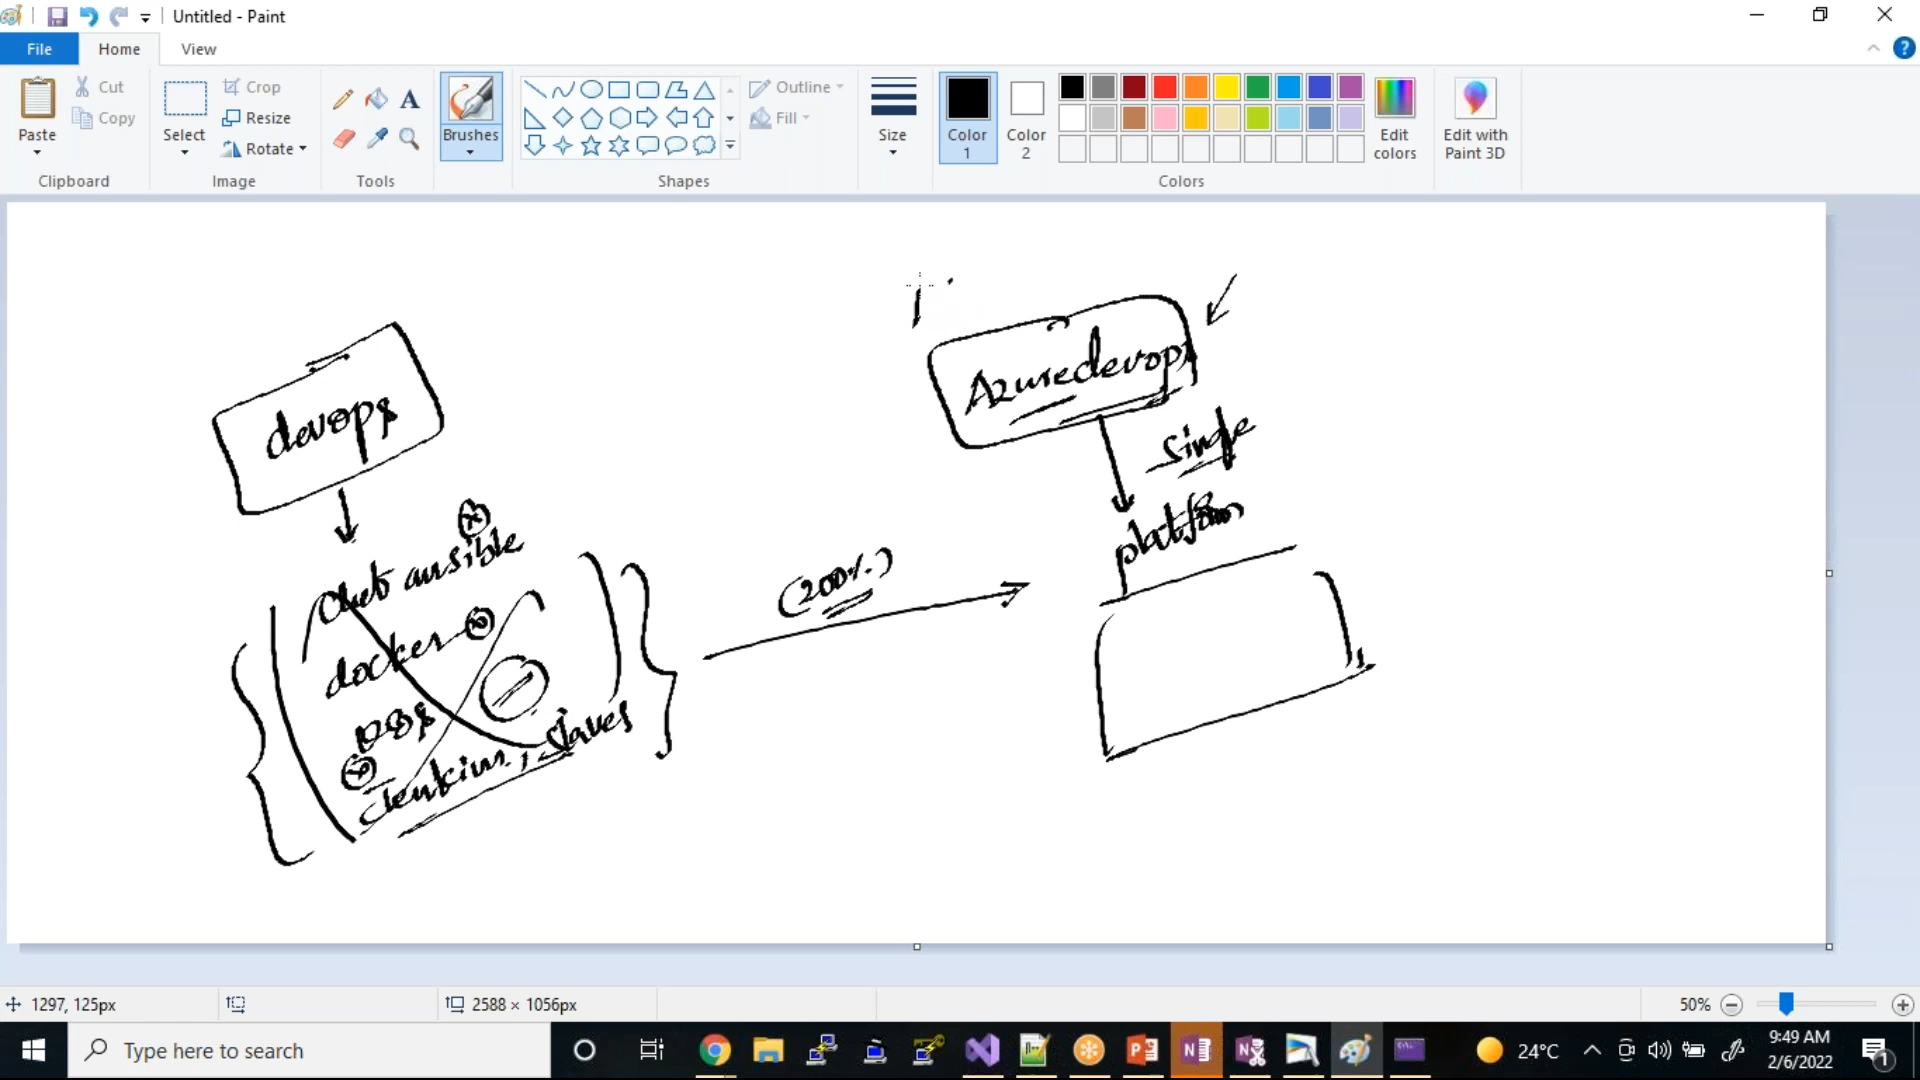 Untitled - Paint
File Home View
Paste
Cut
Copy
Clipboard
Select
Crop
Resize
Rotate
Image
Tools
Brushes
Shapes
Outline
Fill
Size
Color 1
Color 2
Edit colors
Edit with Paint 3D
Colors
devops
ansible
docker
Jenkins, slaves
(200%)
Azuredevops
single
platform
1297, 125px
2588 × 1056px
50%
Type here to search
24°C
9:49 AM
2/6/2022
1